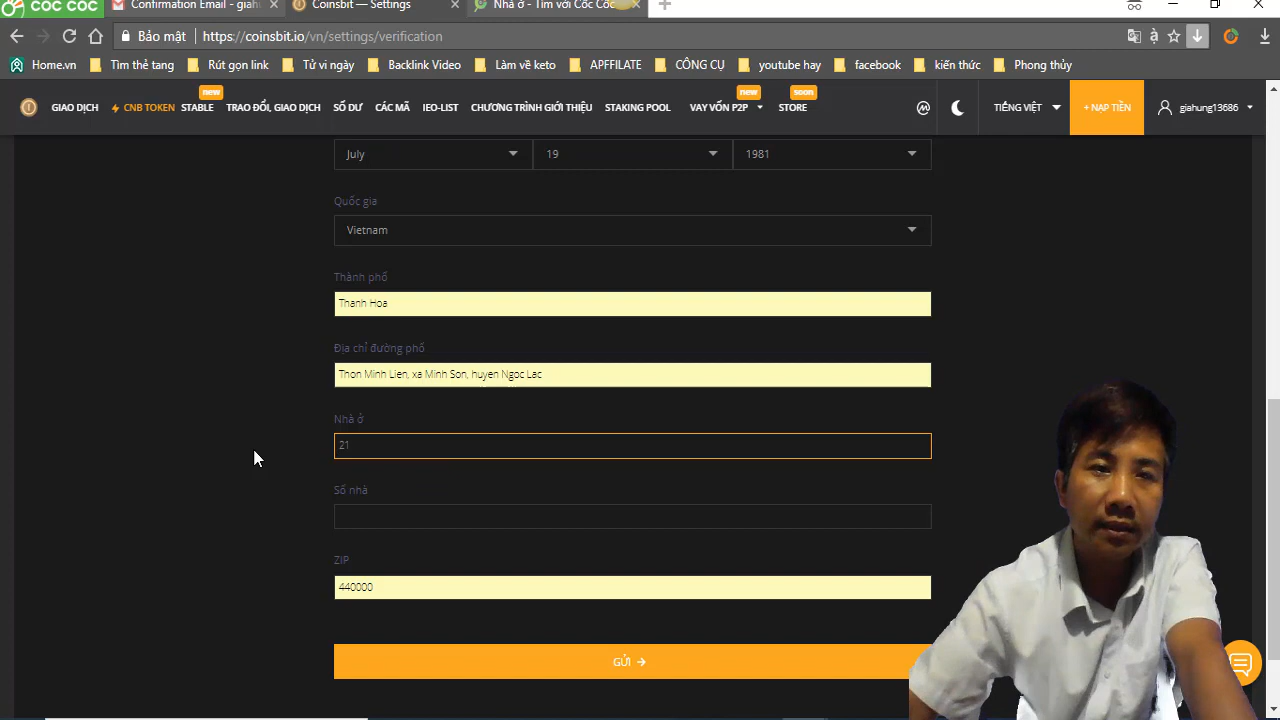 CỐC CỐC
Confirmation Email - giahu
Coinsbit — Settings
Nhà ở - Tìm với Cốc Cốc
Bảo mật
https://coinsbit.io/vn/settings/verification
Home.vn
Tìm thẻ tang
Rút gọn link
Tử vi ngày
Backlink Video
Làm về keto
APFFILATE
CÔNG CỤ
youtube hay
facebook
kiến thức
Phong thủy
new
new
soon
GIAO DỊCH
CNB TOKEN
STABLE
TRAO ĐỔI, GIAO DỊCH
SỐ DƯ
CÁC MÃ
IEO-LIST
CHƯƠNG TRÌNH GIỚI THIỆU
STAKING POOL
VAY VỐN P2P
STORE
TIẾNG VIỆT
+ NẠP TIỀN
giahung13686
July
19
1981
Quốc gia
Vietnam
Thành phố
Thanh Hoa
Địa chỉ đường phố
Thon Minh Lien, xa Minh Son, huyen Ngoc Lac
Nhà ở
21
Số nhà
ZIP
440000
GỬI →